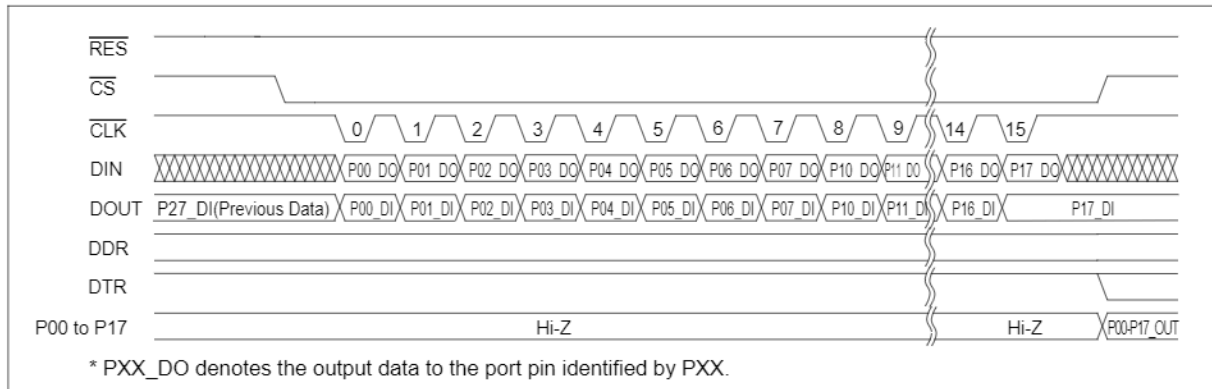 RES
CS
CLK 0 1 2 3 4 5 6 7 8 9 14 15
DIN P00_DO P01_DO P02_DO P03_DO P04_DO P05_DO P06_DO P07_DO P10_DO P11_DO P16_DO P17_DO
DOUT P27_DI(Previous Data) P00_DI P01_DI P02_DI P03_DI P04_DI P05_DI P06_DI P07_DI P10_DI P11_DI P16_DI P17_DI
DDR
DTR
P00 to P17 Hi-Z Hi-Z P00-P17_OUT
* PXX_DO denotes the output data to the port pin identified by PXX.